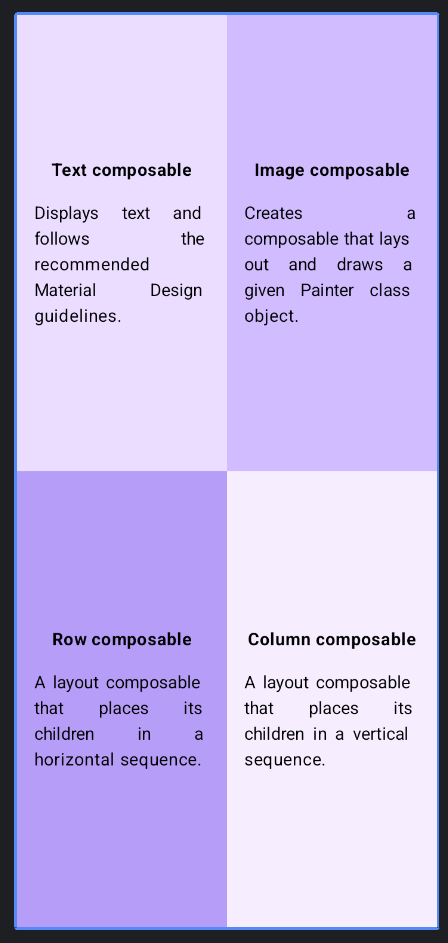 Text composable
Displays text and
follows the
recommended
Material Design
guidelines.
Image composable
Creates a
composable that lays
out and draws a
given Painter class
object.
Row composable
A layout composable
that places its
children in a
horizontal sequence.
Column composable
A layout composable
that places its
children in a vertical
sequence.